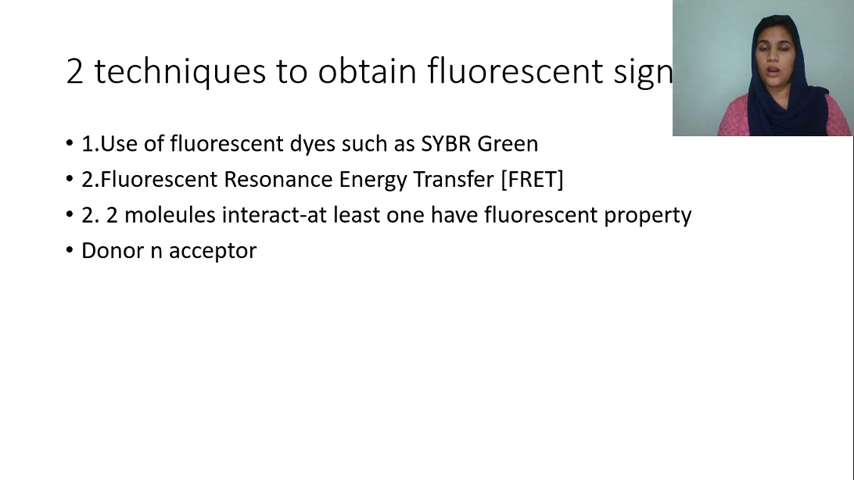 2 techniques to obtain fluorescent
• 1.Use of fluorescent dyes such as SYBR Green
• 2.Fluorescent Resonance Energy Transfer [FRET]
• 2. 2 moleules interact-at least one have fluorescent property
• Donor n acceptor